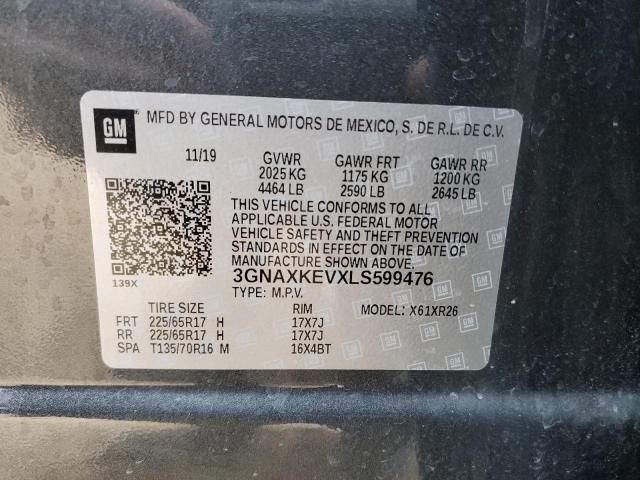 GM
MFD BY GENERAL MOTORS DE MEXICO, S. DE R.L. DE C.V.
11/19 GVWR GAWR FRT GAWR RR
2025 KG 1175 KG 1200 KG
4464 LB 2590 LB 2645 LB
THIS VEHICLE CONFORMS TO ALL
APPLICABLE U.S. FEDERAL MOTOR
VEHICLE SAFETY AND THEFT PREVENTION
STANDARDS IN EFFECT ON THE DATE OF
MANUFACTURE SHOWN ABOVE.
139X
3GNAXKEVXLS599476
TYPE: M.P.V.
TIRE SIZE RIM MODEL: X61XR26
FRT 225/65R17 H 17X7J
RR 225/65R17 H 17X7J
SPA T135/70R16 M 16X4BT